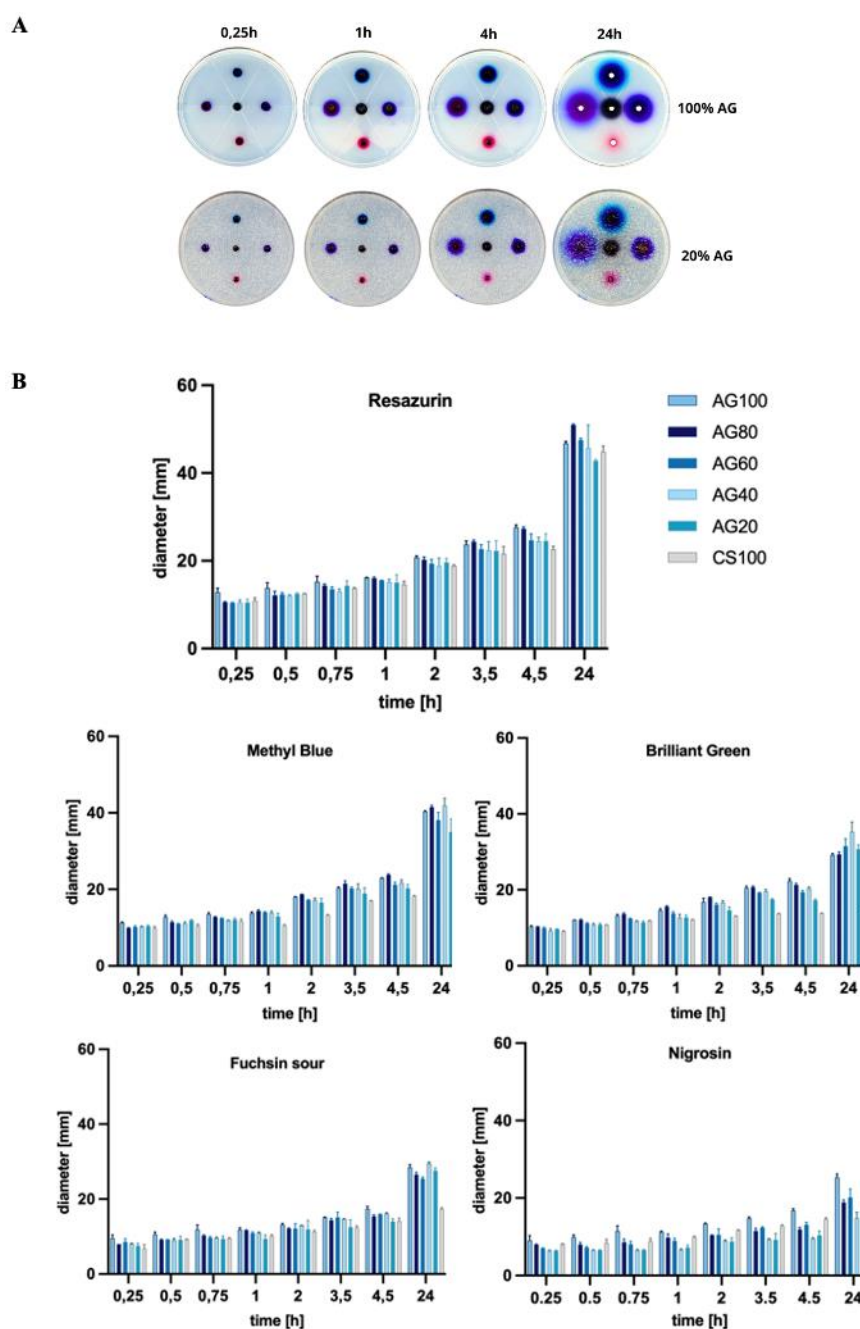 A
0,25h 1h 4h 24h
100% AG
20% AG
B
Resazurin
diameter [mm]
60
40
20
0
0,25 0,5 0,75 1 2 3,5 4,5 24
time [h]
AG100
AG80
AG60
AG40
AG20
CS100
Methyl Blue
diameter [mm]
60
40
20
0
0,25 0,5 0,75 1 2 3,5 4,5 24
time [h]
Brilliant Green
diameter [mm]
60
40
20
0
0,25 0,5 0,75 1 2 3,5 4,5 24
time [h]
Fuchsin sour
diameter [mm]
60
40
20
0
0,25 0,5 0,75 1 2 3,5 4,5 24
time [h]
Nigrosin
diameter [mm]
60
40
20
0
0.25 0,5 0,75 1 2 3,5 4,5 24
time [h]